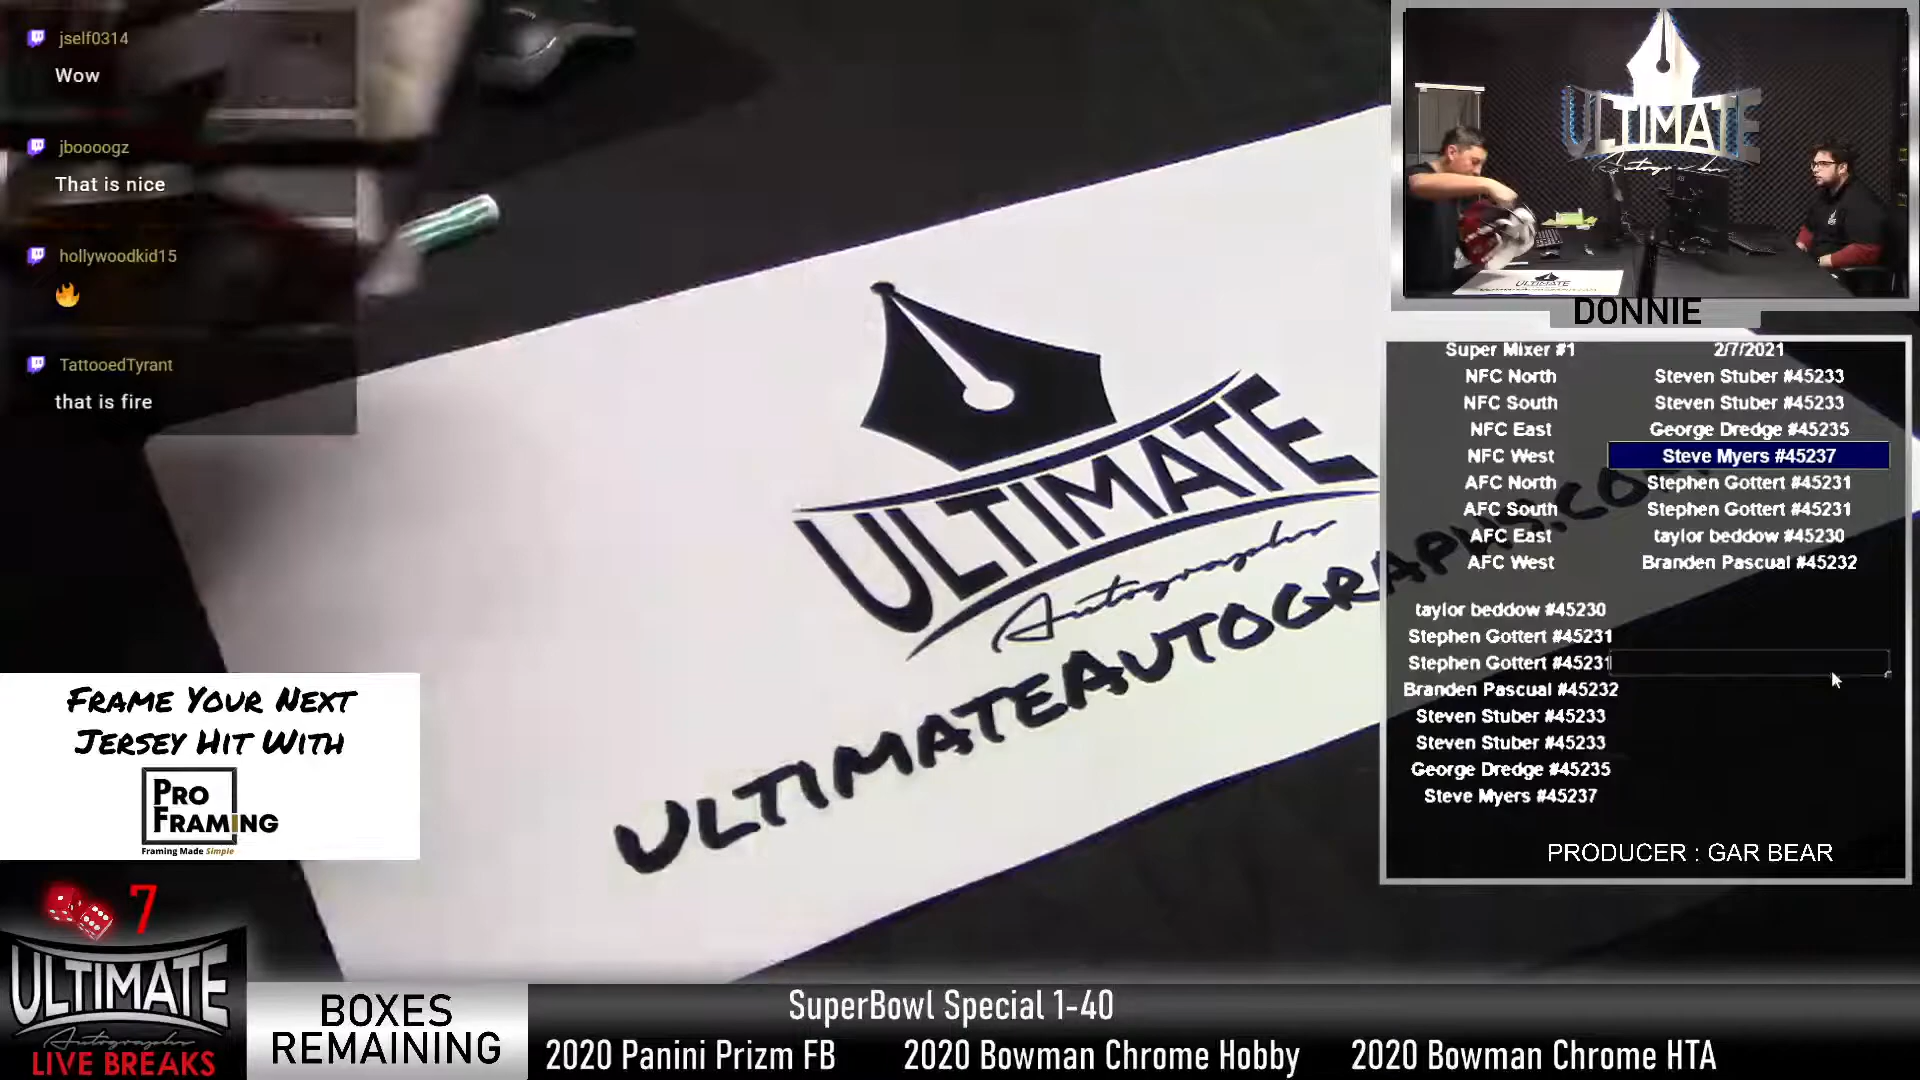 jself0314
Wow
jboooogz
That is nice
hollywoodkid15
🔥
TattooedTyrant
that is fire
ULTIMATE
Autographs
ULTIMATEAUTOGRAPHS.COM
FRAME YOUR NEXT
JERSEY HIT WITH
PRO
FRAMING
Framing Made Simple
7
ULTIMATE
Autographs
LIVE BREAKS
BOXES
REMAINING
SuperBowl Special 1-40
2020 Panini Prizm FB 2020 Bowman Chrome Hobby 2020 Bowman Chrome HTA
ULTIMATE
Autographs
ULTIMATE
DONNIE
Super Mixer #1 2/7/2021
NFC North Steven Stuber #45233
NFC South Steven Stuber #45233
NFC East George Dredge #45235
NFC West Steve Myers #45237
AFC North Stephen Gottert #45231
AFC South Stephen Gottert #45231
AFC East taylor beddow #45230
AFC West Branden Pascual #45232
taylor beddow #45230
Stephen Gottert #45231
Stephen Gottert #45231
Branden Pascual #45232
Steven Stuber #45233
Steven Stuber #45233
George Dredge #45235
Steve Myers #45237
PRODUCER : GAR BEAR